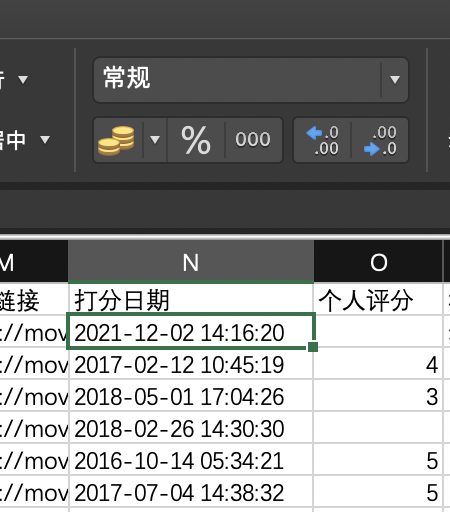 常规
居中
% 000 .0 .00
.00 .0
M N O
链接 打分日期 个人评分
://mov 2021-12-02 14:16:20
://mov 2017-02-12 10:45:19 4
://mov 2018-05-01 17:04:26 3
://mov 2018-02-26 14:30:30
://mov 2016-10-14 05:34:21 5
://mov 2017-07-04 14:38:32 5